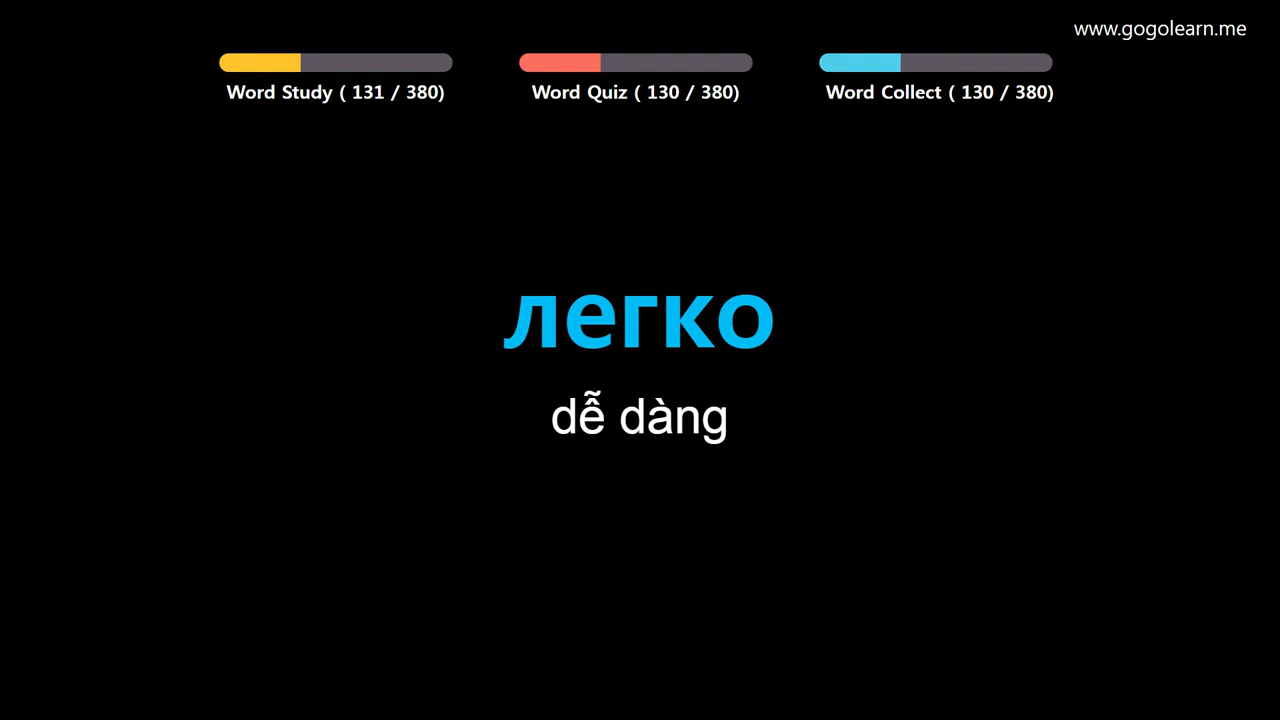 www.gogolearn.me
Word Study ( 131 / 380)
Word Quiz ( 130 / 380)
Word Collect ( 130 / 380)
легко
dễ dàng